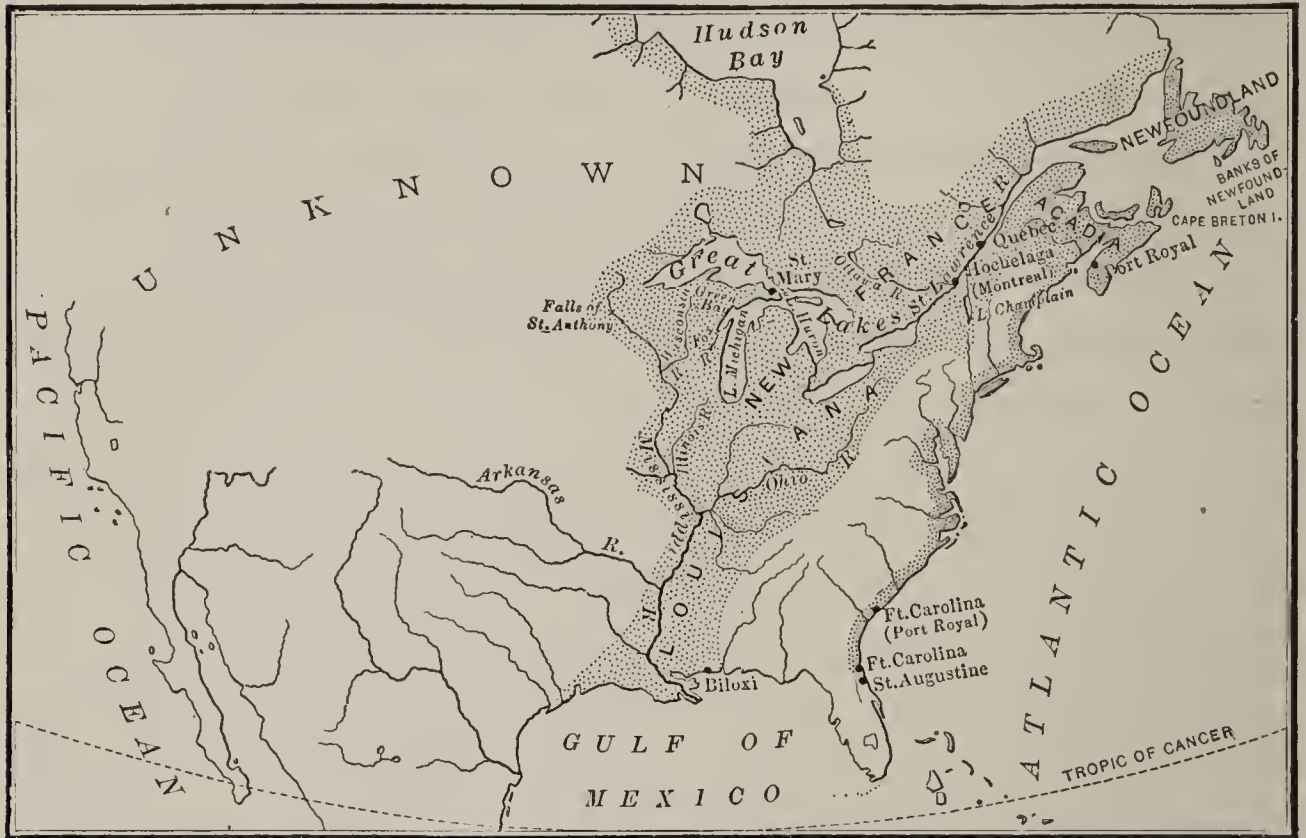 Hudson
Bay
NEWFOUNDLAND
BANKS OF
NEWFOUND-
LAND
CAPE BRETON I.
UNKNOWN
ACADIA
Quebec
Hochelaga
(Montreal)
Port Royal
L. Champlain
St. Lawrence R.
Ottawa R.
NEW FRANCE
Great Lakes
St.
Mary
Falls of
St. Anthony
Wisconsin R.
Green
Bay
Fox
R.
L. Michigan
Huron
Illinois R.
Mississippi R.
Ohio R.
LOUISIANA
Arkansas R.
PACIFIC OCEAN
ATLANTIC OCEAN
Ft. Carolina
(Port Royal)
Ft. Carolina
St. Augustine
Biloxi
GULF OF
MEXICO
TROPIC OF CANCER